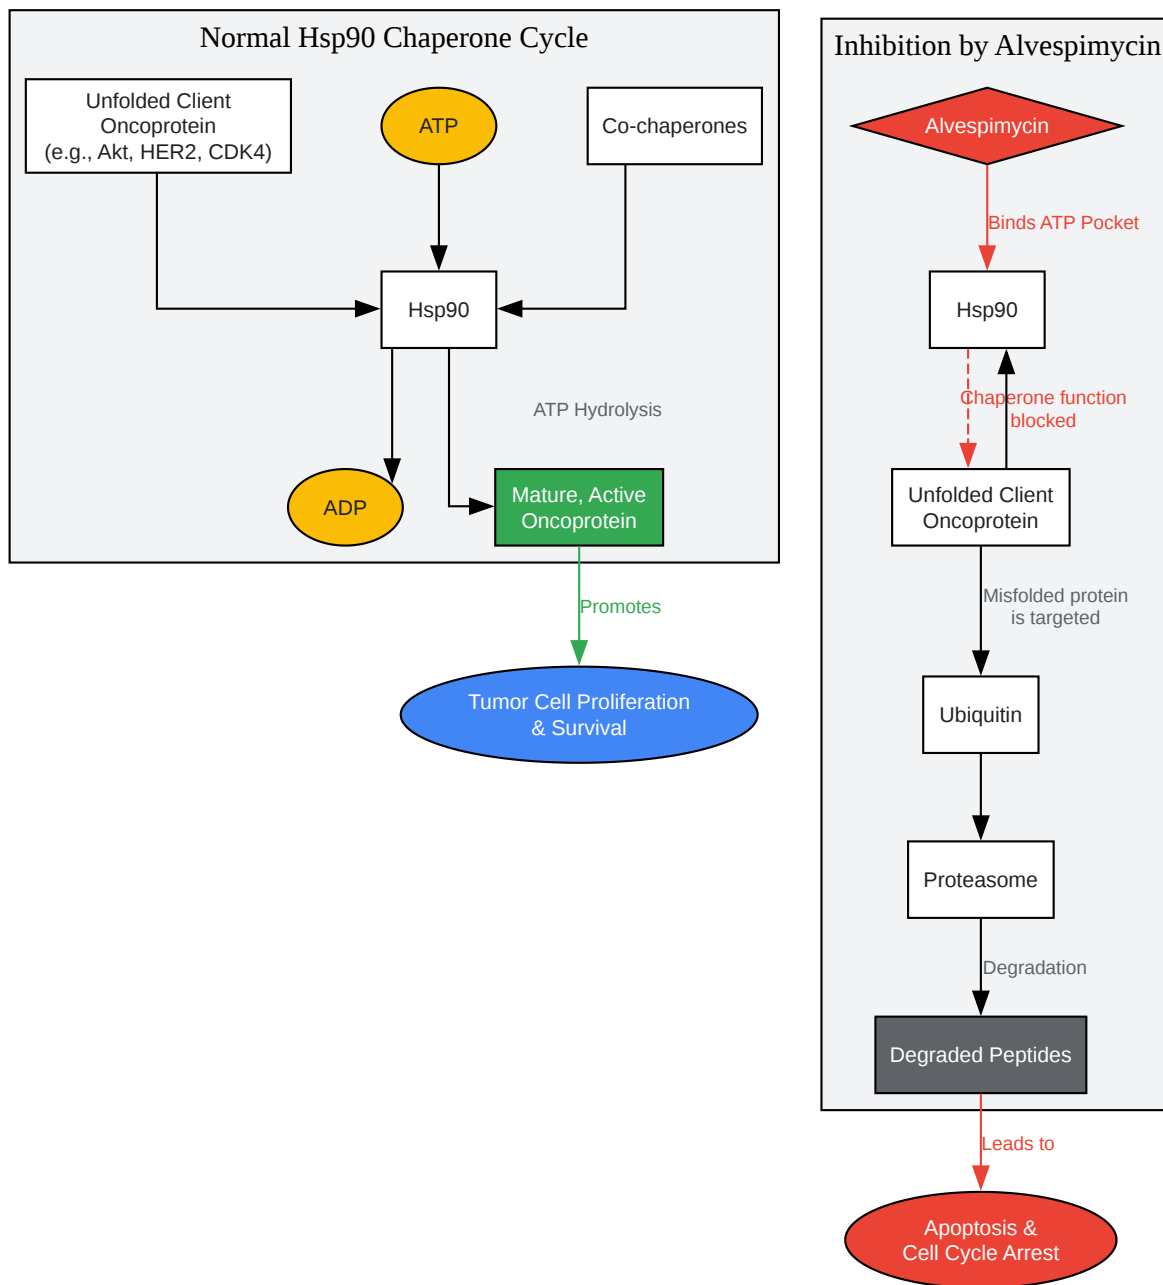 Normal Hsp90 Chaperone Cycle
Unfolded Client
Oncoprotein
(e.g., Akt, HER2, CDK4)
ATP
Co-chaperones
Hsp90
ATP Hydrolysis
ADP
Mature, Active
Oncoprotein
Promotes
Tumor Cell Proliferation
& Survival
Inhibition by Alvespimycin
Alvespimycin
Binds ATP Pocket
Hsp90
Chaperone function
blocked
Unfolded Client
Oncoprotein
Misfolded protein
is targeted
Ubiquitin
Proteasome
Degradation
Degraded Peptides
Leads to
Apoptosis &
Cell Cycle Arrest